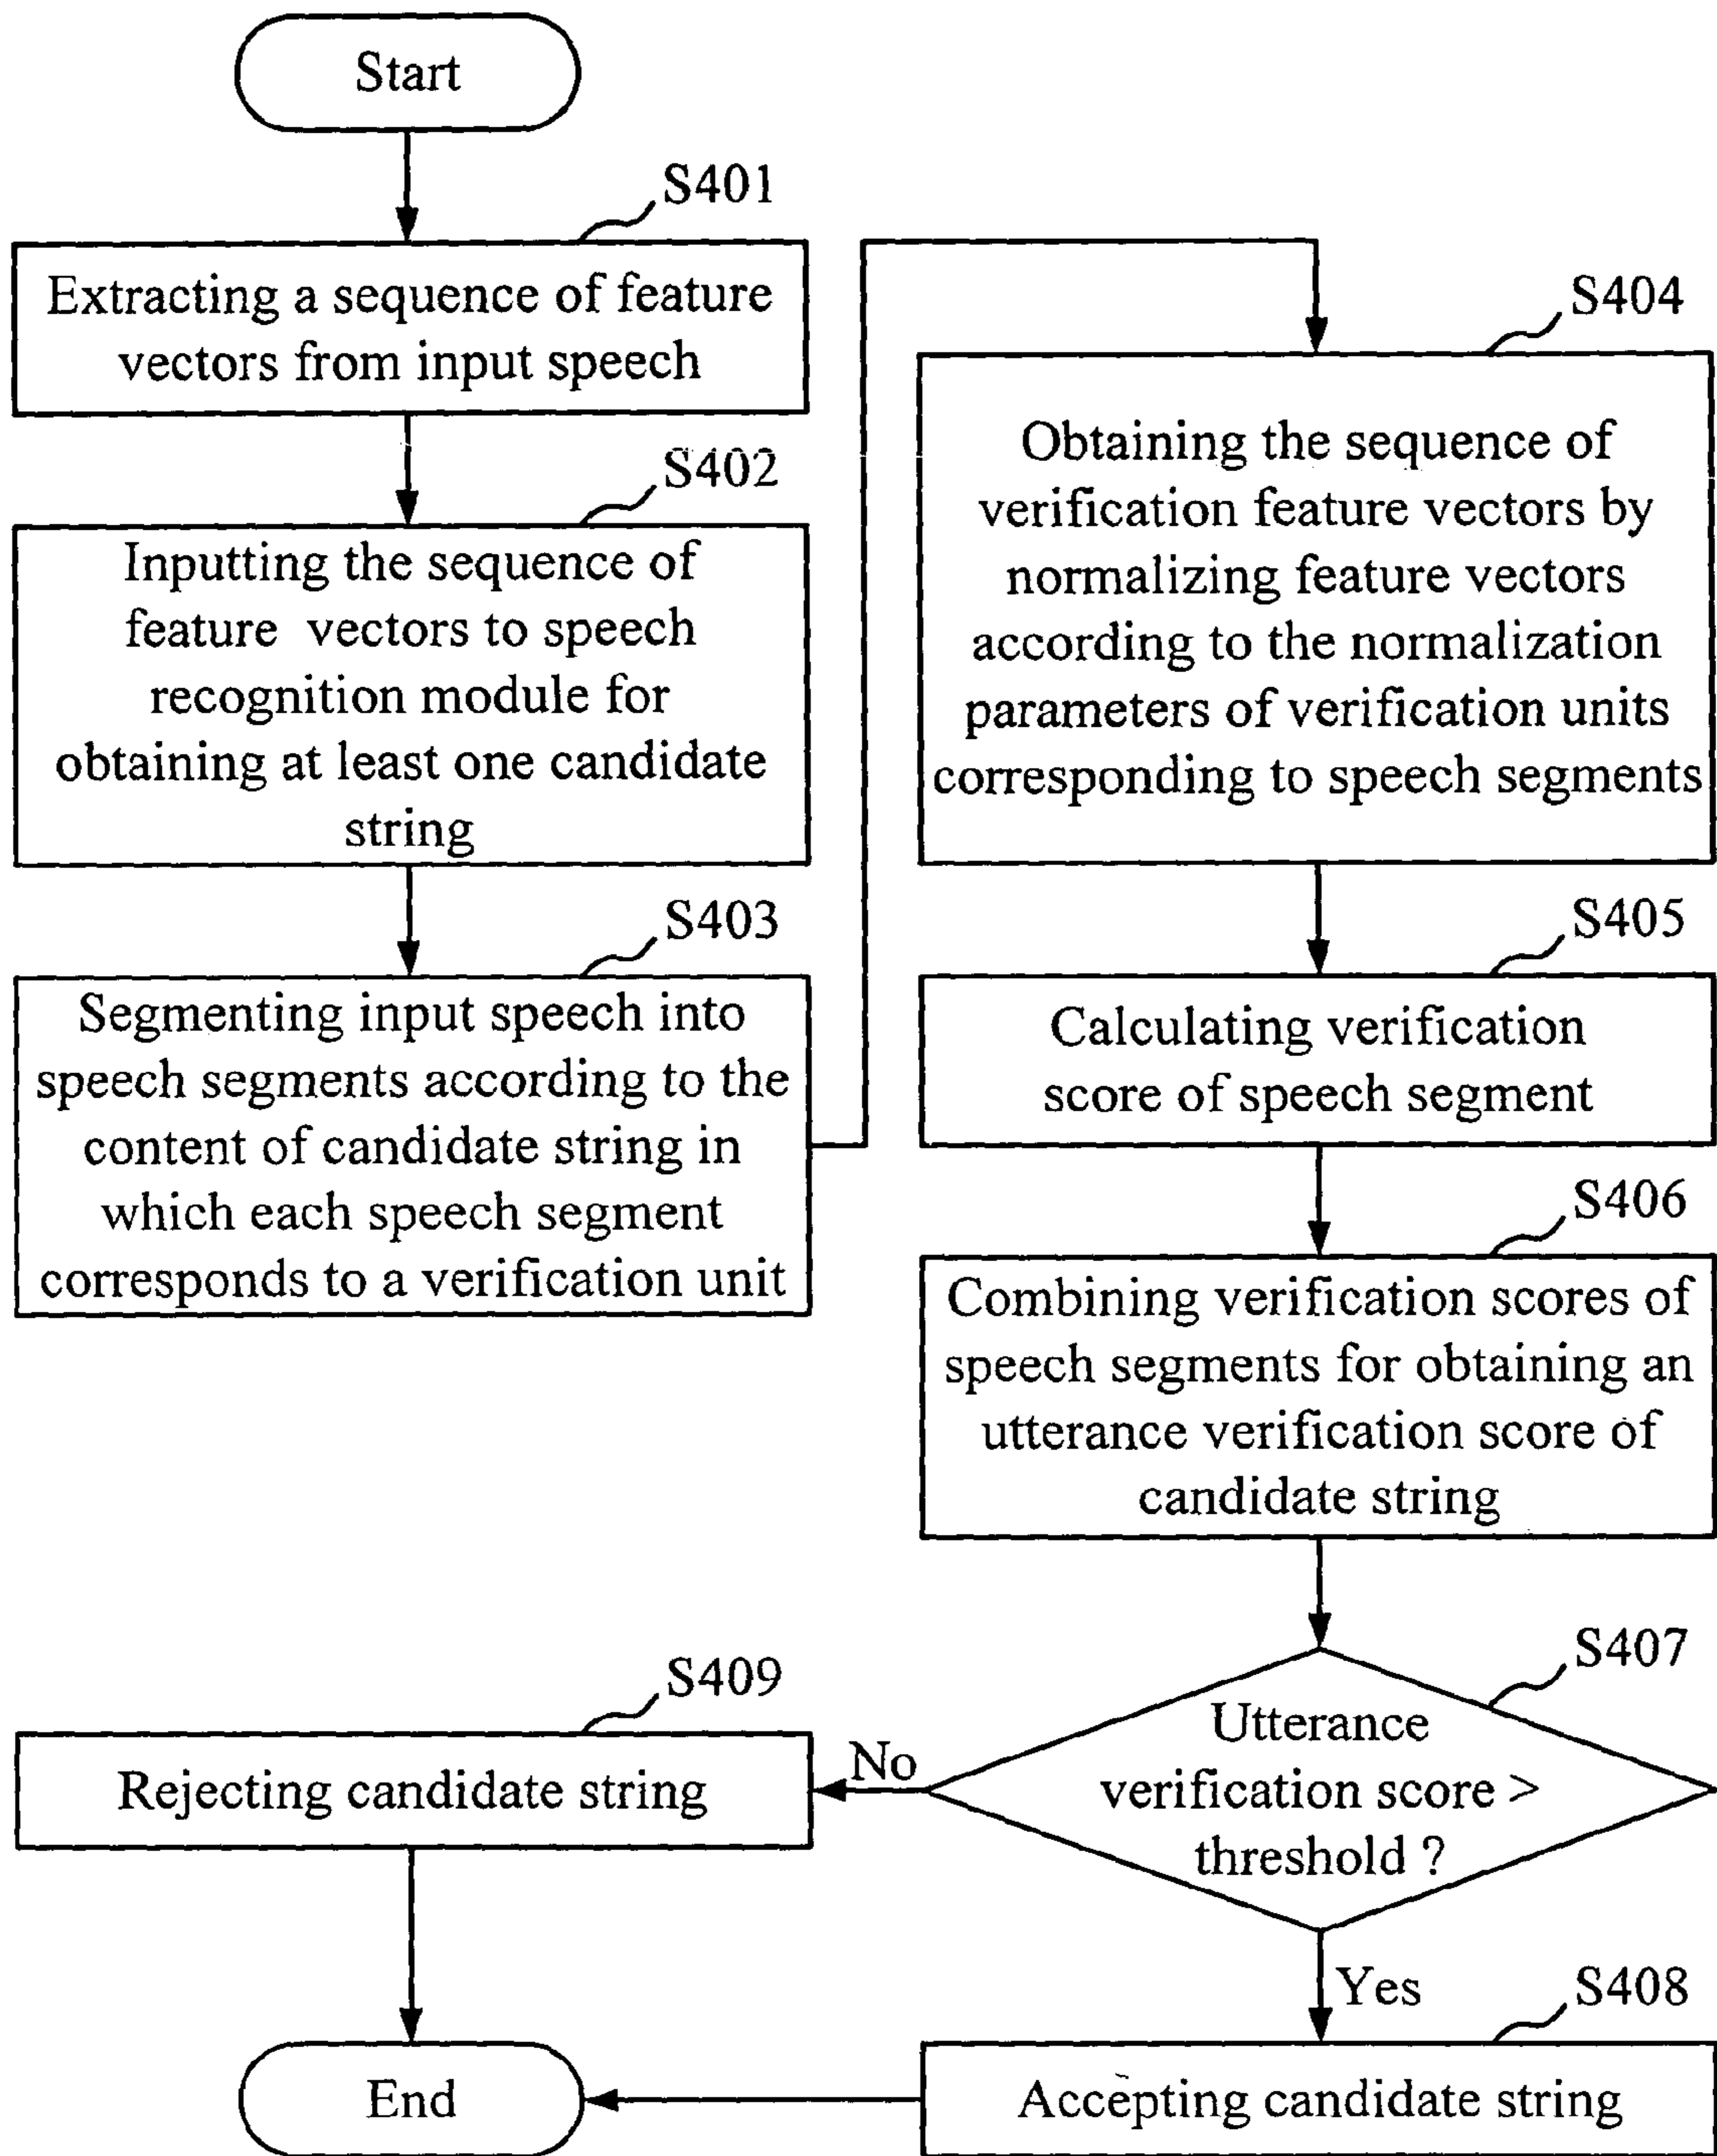 Start
S401
Extracting a sequence of feature
vectors from input speech
S402
Inputting the sequence of
feature vectors to speech
recognition module for
obtaining at least one candidate
string
S403
Segmenting input speech into
speech segments according to the
content of candidate string in
which each speech segment
corresponds to a verification unit
S404
Obtaining the sequence of
verification feature vectors by
normalizing feature vectors
according to the normalization
parameters of verification units
corresponding to speech segments
S405
Calculating verification
score of speech segment
S406
Combining verification scores of
speech segments for obtaining an
utterance verification score of
candidate string
S407
Utterance
verification score >
threshold ?
No
S409
Rejecting candidate string
Yes
S408
Accepting candidate string
End